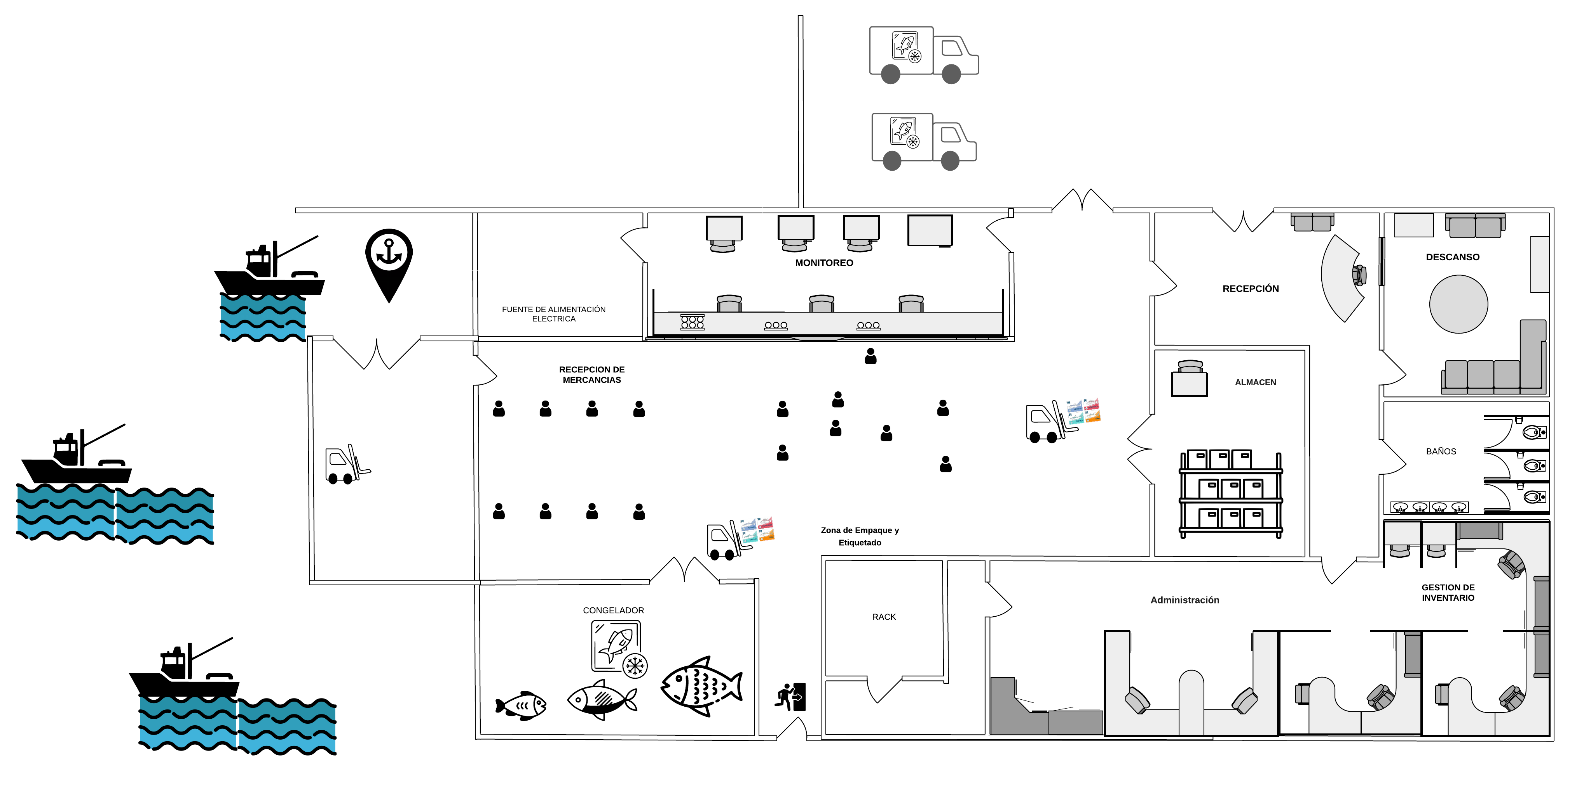 MONITOREO
DESCANSO
RECEPCIÓN
FUENTE DE ALIMENTACIÓN
ELECTRICA
RECEPCION DE
MERCANCIAS
ALMACEN
BAÑOS
Zona de Empaque y
Etiquetado
GESTION DE
INVENTARIO
Administración
CONGELADOR
RACK